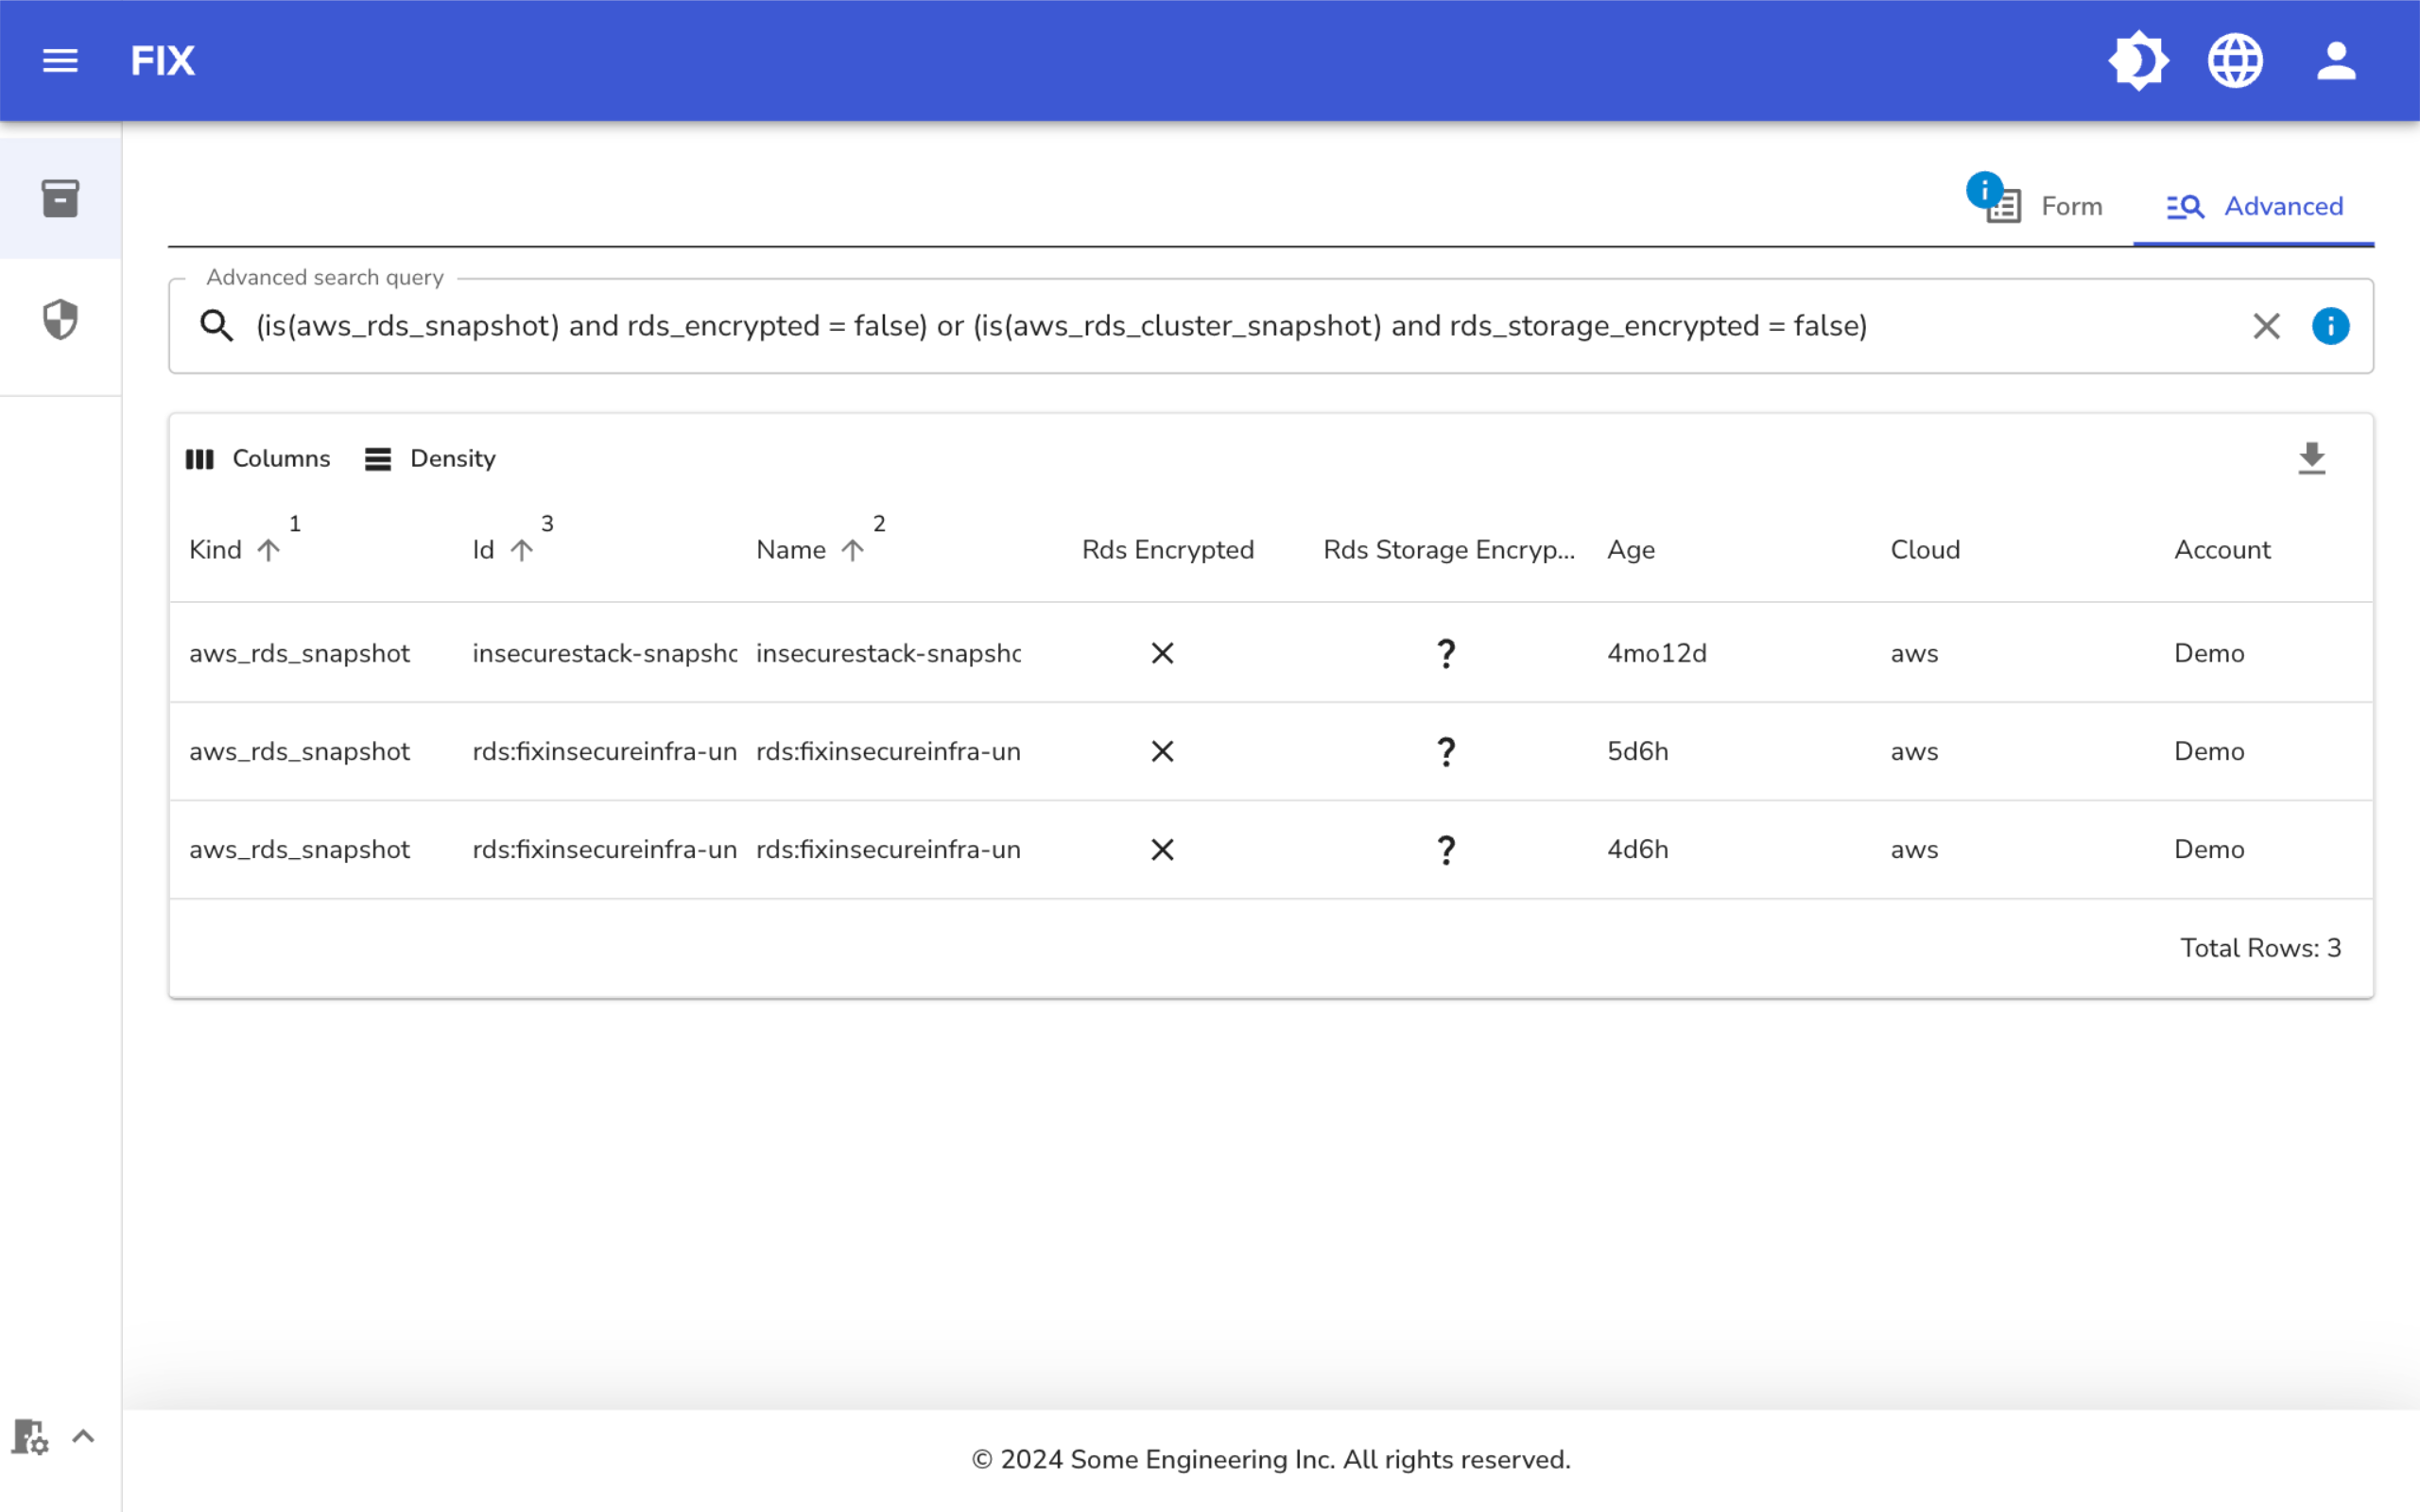 FIX
Form
Advanced
Advanced search query
(is(aws_rds_snapshot) and rds_encrypted = false) or (is(aws_rds_cluster_snapshot) and rds_storage_encrypted = false)
Columns Density
Kind 1 Id 3 Name 2 Rds Encrypted Rds Storage Encryp... Age Cloud Account
aws_rds_snapshot insecurestack-snapsho insecurestack-snapsho ? 4mo12d aws Demo
aws_rds_snapshot rds:fixinsecureinfra-un rds:fixinsecureinfra-un ? 5d6h aws Demo
aws_rds_snapshot rds:fixinsecureinfra-un rds:fixinsecureinfra-un ? 4d6h aws Demo
Total Rows: 3
© 2024 Some Engineering Inc. All rights reserved.